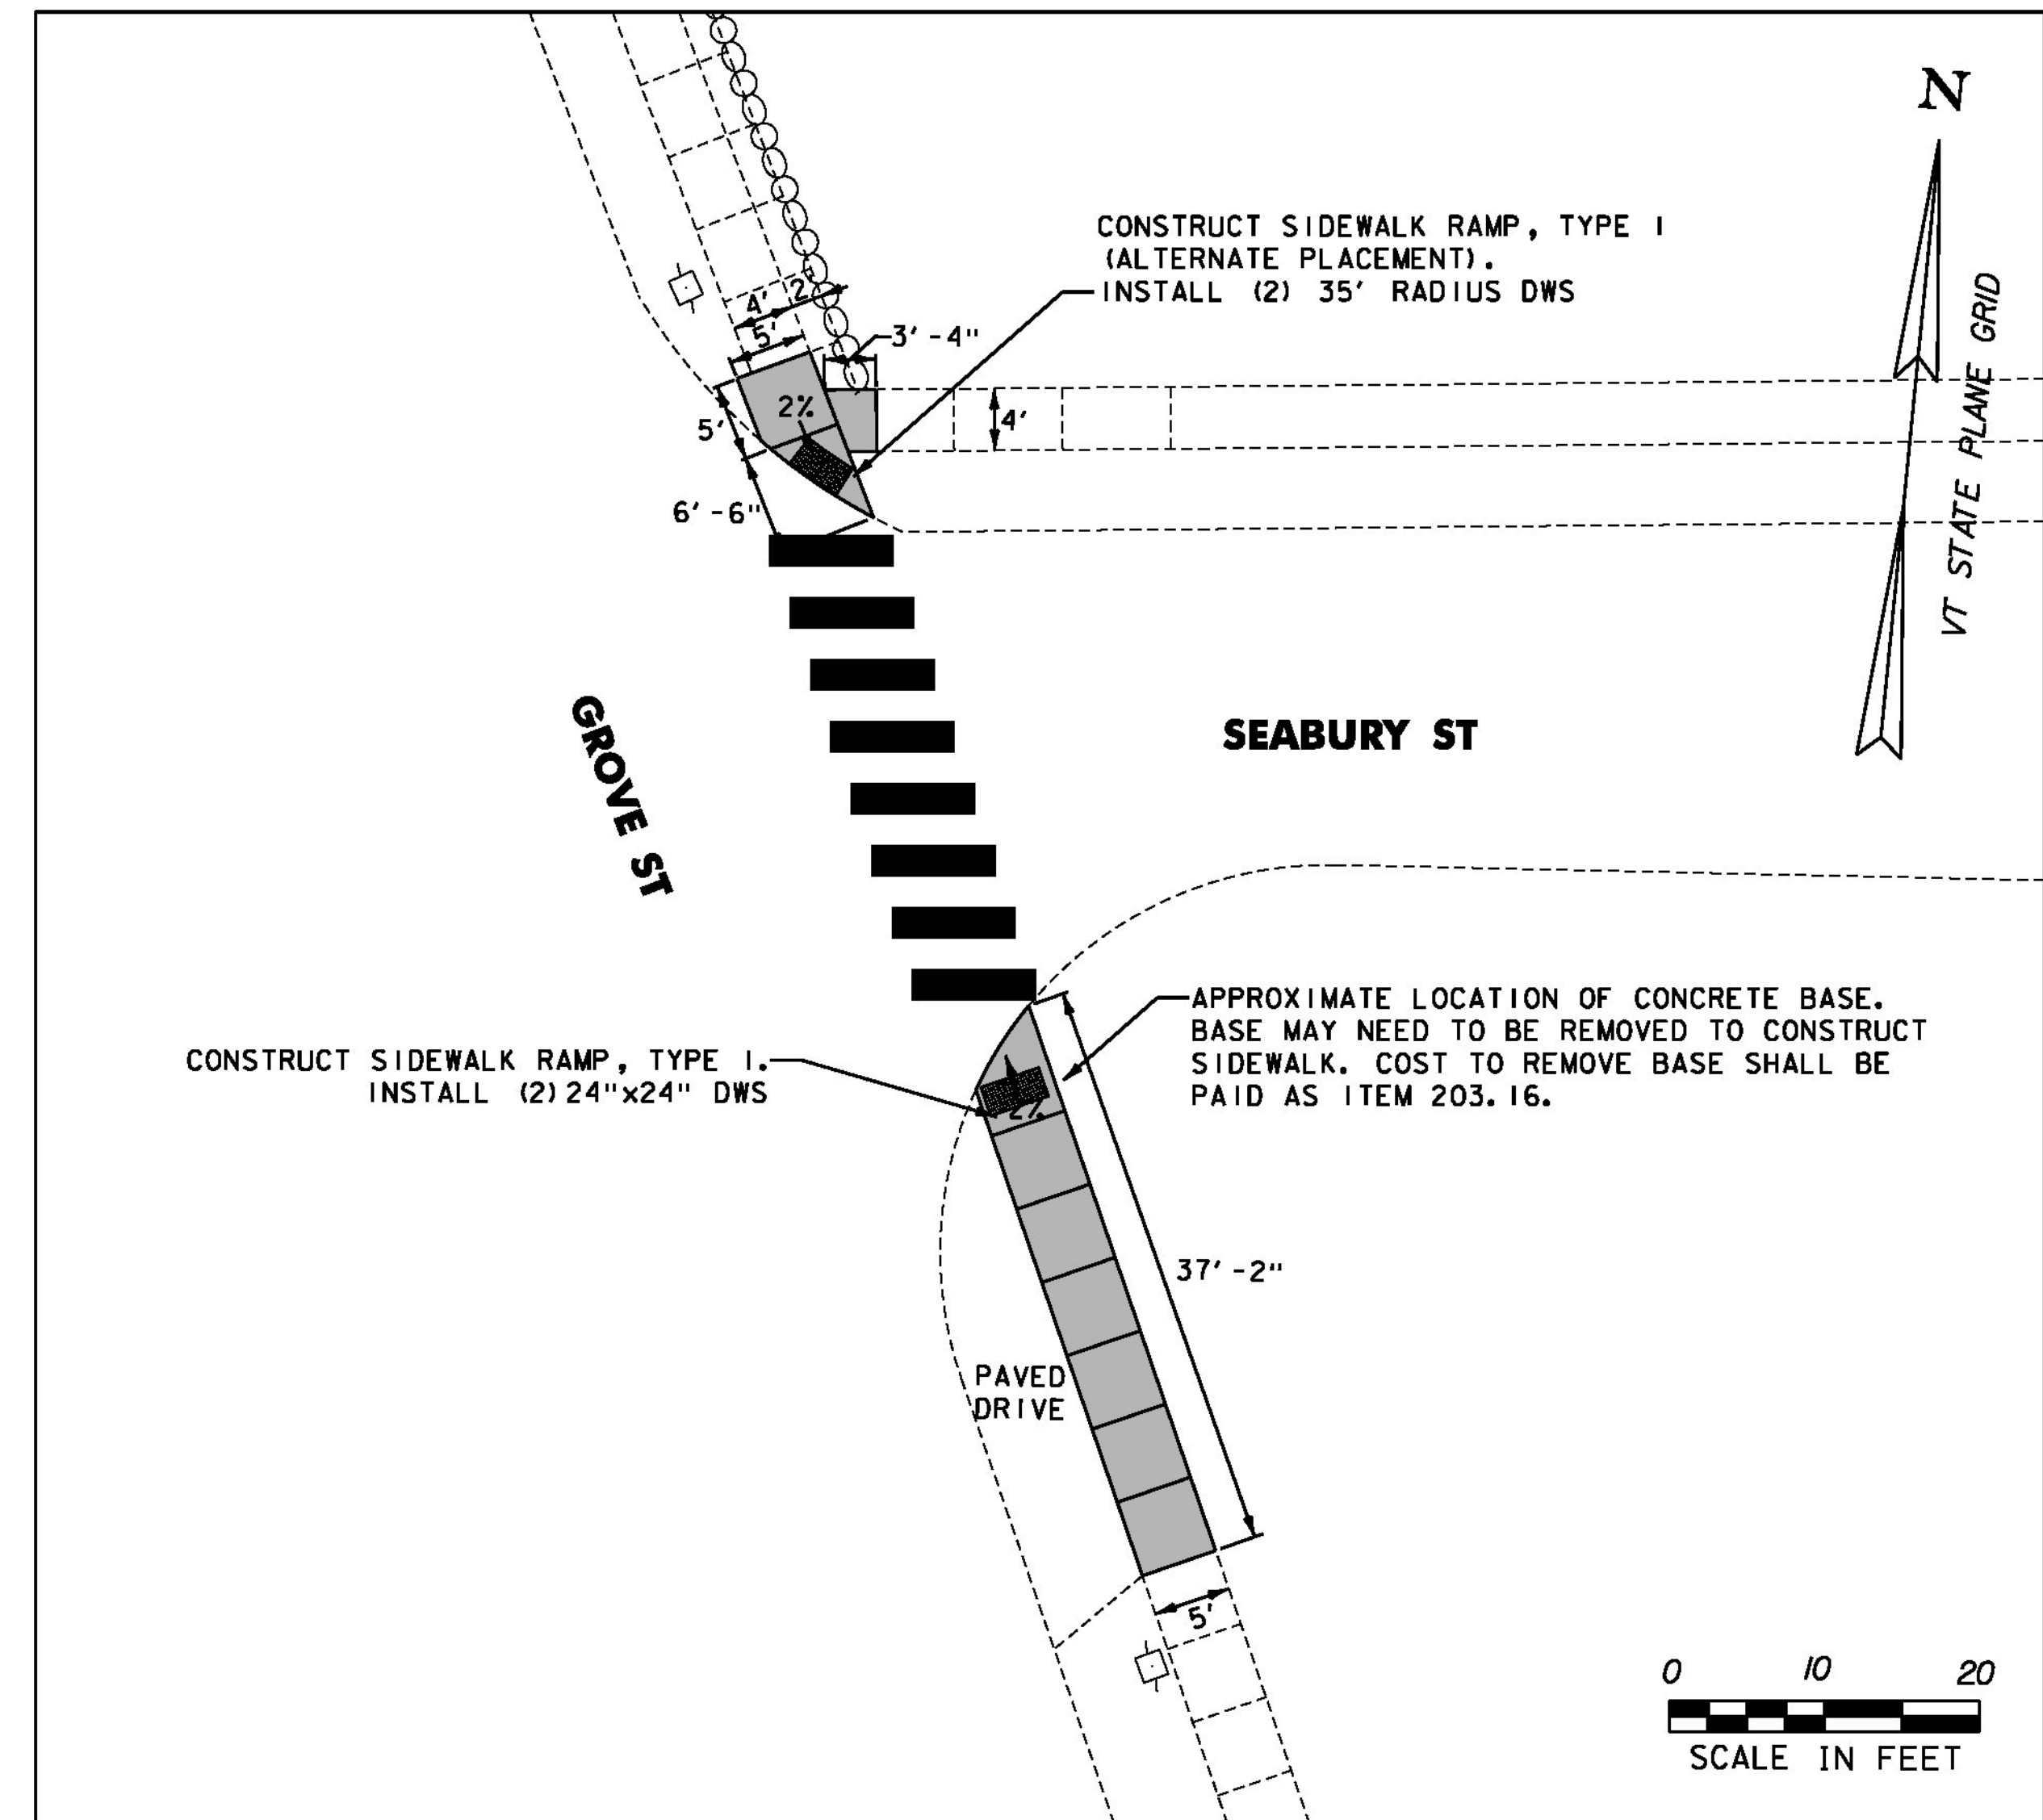 N
VT STATE PLANE GRID
CONSTRUCT SIDEWALK RAMP, TYPE I
(ALTERNATE PLACEMENT).
INSTALL (2) 35' RADIUS DWS
4'
2'
5'
3'-4"
2%
4'
5'
6'-6"
GROVE ST
SEABURY ST
APPROXIMATE LOCATION OF CONCRETE BASE.
BASE MAY NEED TO BE REMOVED TO CONSTRUCT
SIDEWALK. COST TO REMOVE BASE SHALL BE
PAID AS ITEM 203.16.
CONSTRUCT SIDEWALK RAMP, TYPE I.
INSTALL (2) 24"x24" DWS
2%
37'-2"
PAVED
DRIVE
5'
0 10 20
SCALE IN FEET